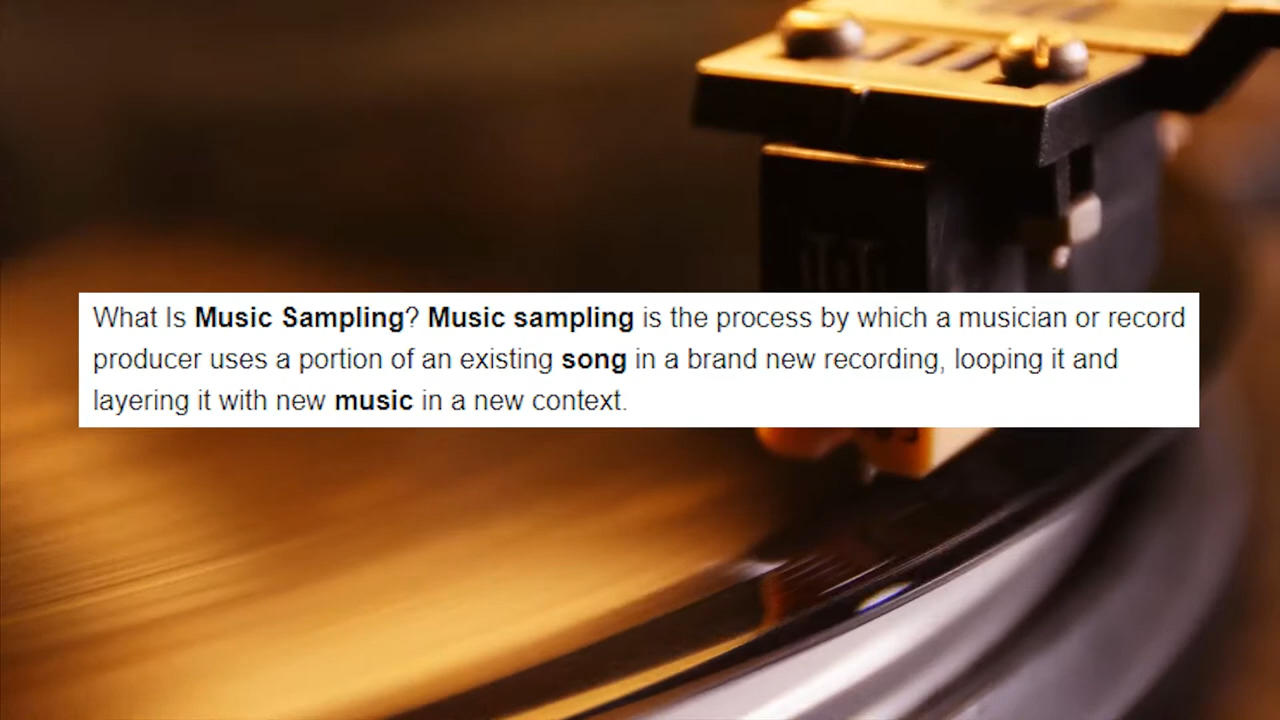 What Is Music Sampling? Music sampling is the process by which a musician or record
producer uses a portion of an existing song in a brand new recording, looping it and
layering it with new music in a new context.